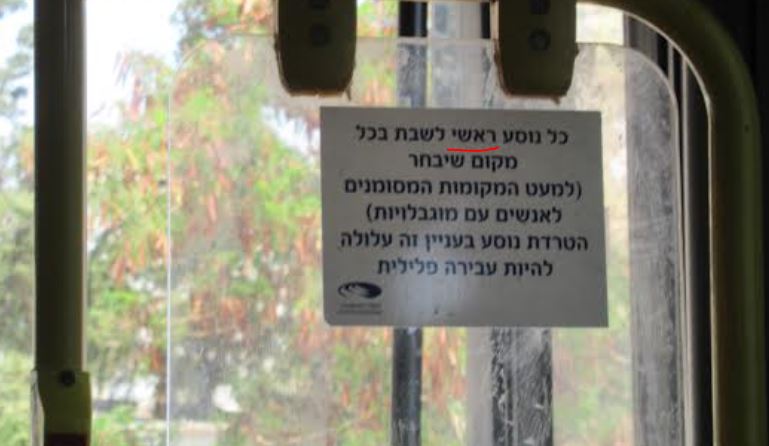 כל נוסע ראשי לשבת בכל
מקום שיבחר
(למעט המקומות המסומנים
לאנשים עם מוגבלויות)
הטרדת נוסע בעניין זה עלולה
להיות עבירה פלילית